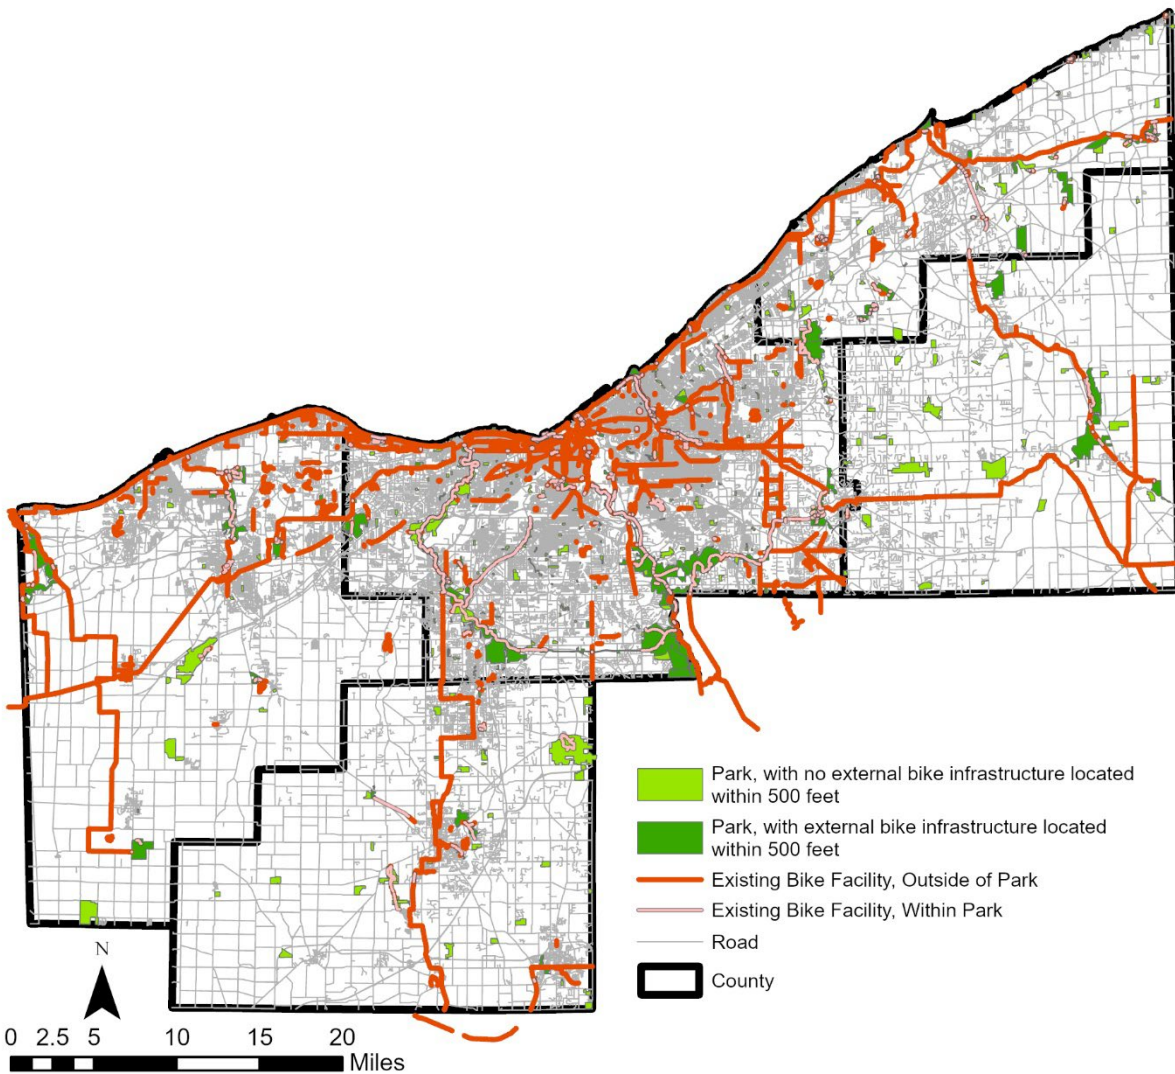 Park, with no external bike infrastructure located
within 500 feet
Park, with external bike infrastructure located
within 500 feet
Existing Bike Facility, Outside of Park
Existing Bike Facility, Within Park
Road
County
N
0 2.5 5 10 15 20
Miles